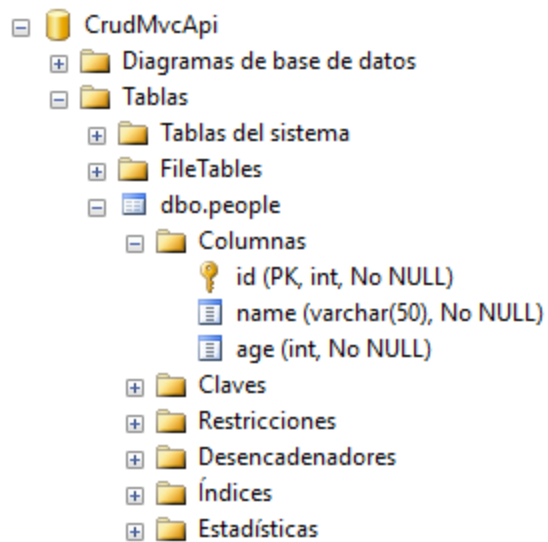 CrudMvcApi
Diagramas de base de datos
Tablas
Tablas del sistema
FileTables
dbo.people
Columnas
id (PK, int, No NULL)
name (varchar(50), No NULL)
age (int, No NULL)
Claves
Restricciones
Desencadenadores
Índices
Estadísticas